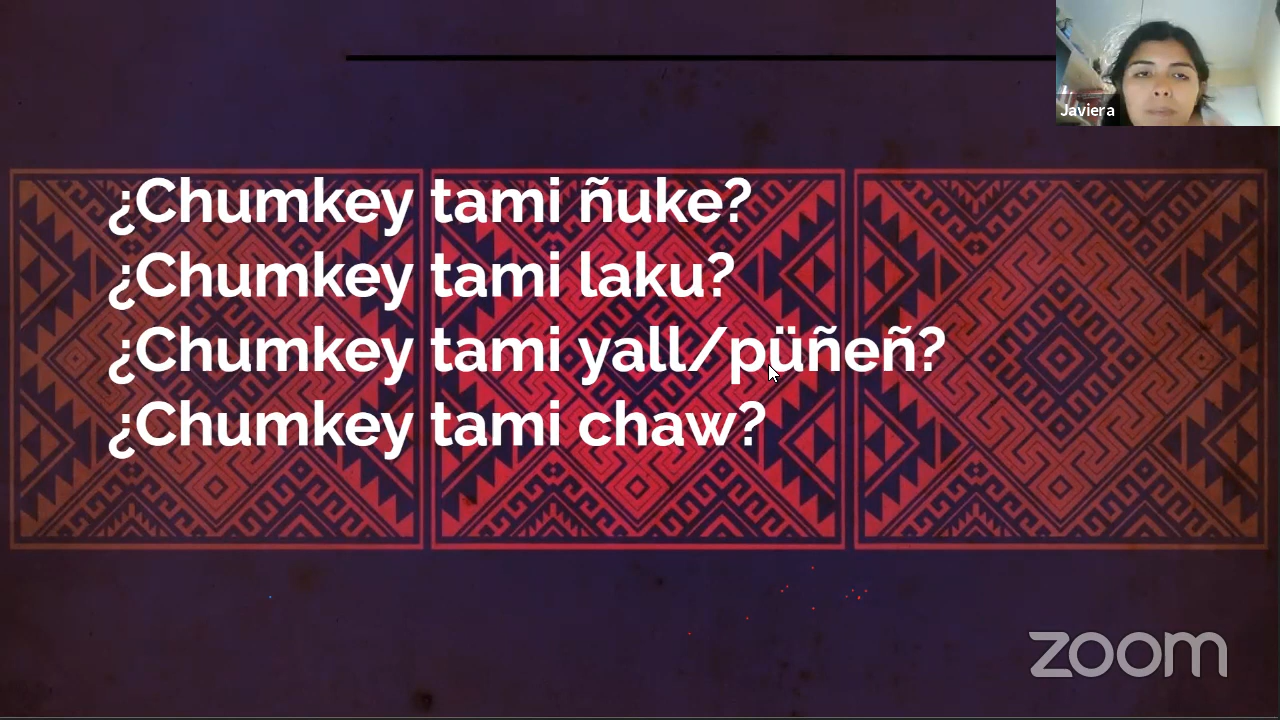 Javiera
¿Chumkey tami ñuke?
¿Chumkey tami laku?
¿Chumkey tami yall/püñeñ?
¿Chumkey tami chaw?
zoom